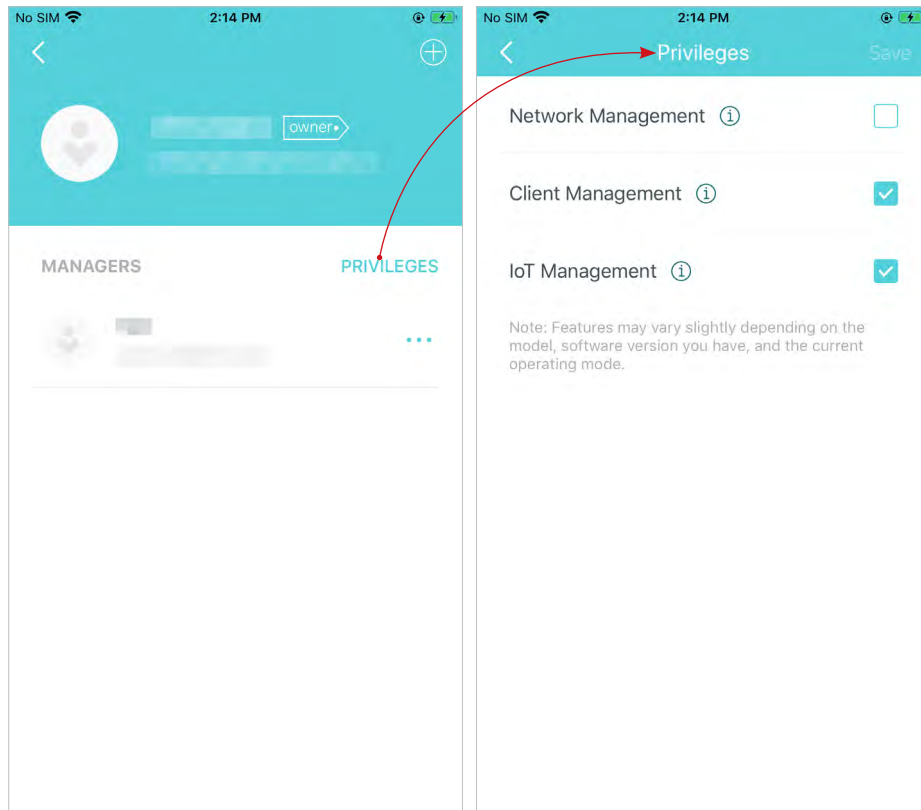 No SIM 2:14 PM
owner
MANAGERS PRIVILEGES
No SIM 2:14 PM
Privileges Save
Network Management
Client Management
IoT Management
Note: Features may vary slightly depending on the
model, software version you have, and the current
operating mode.